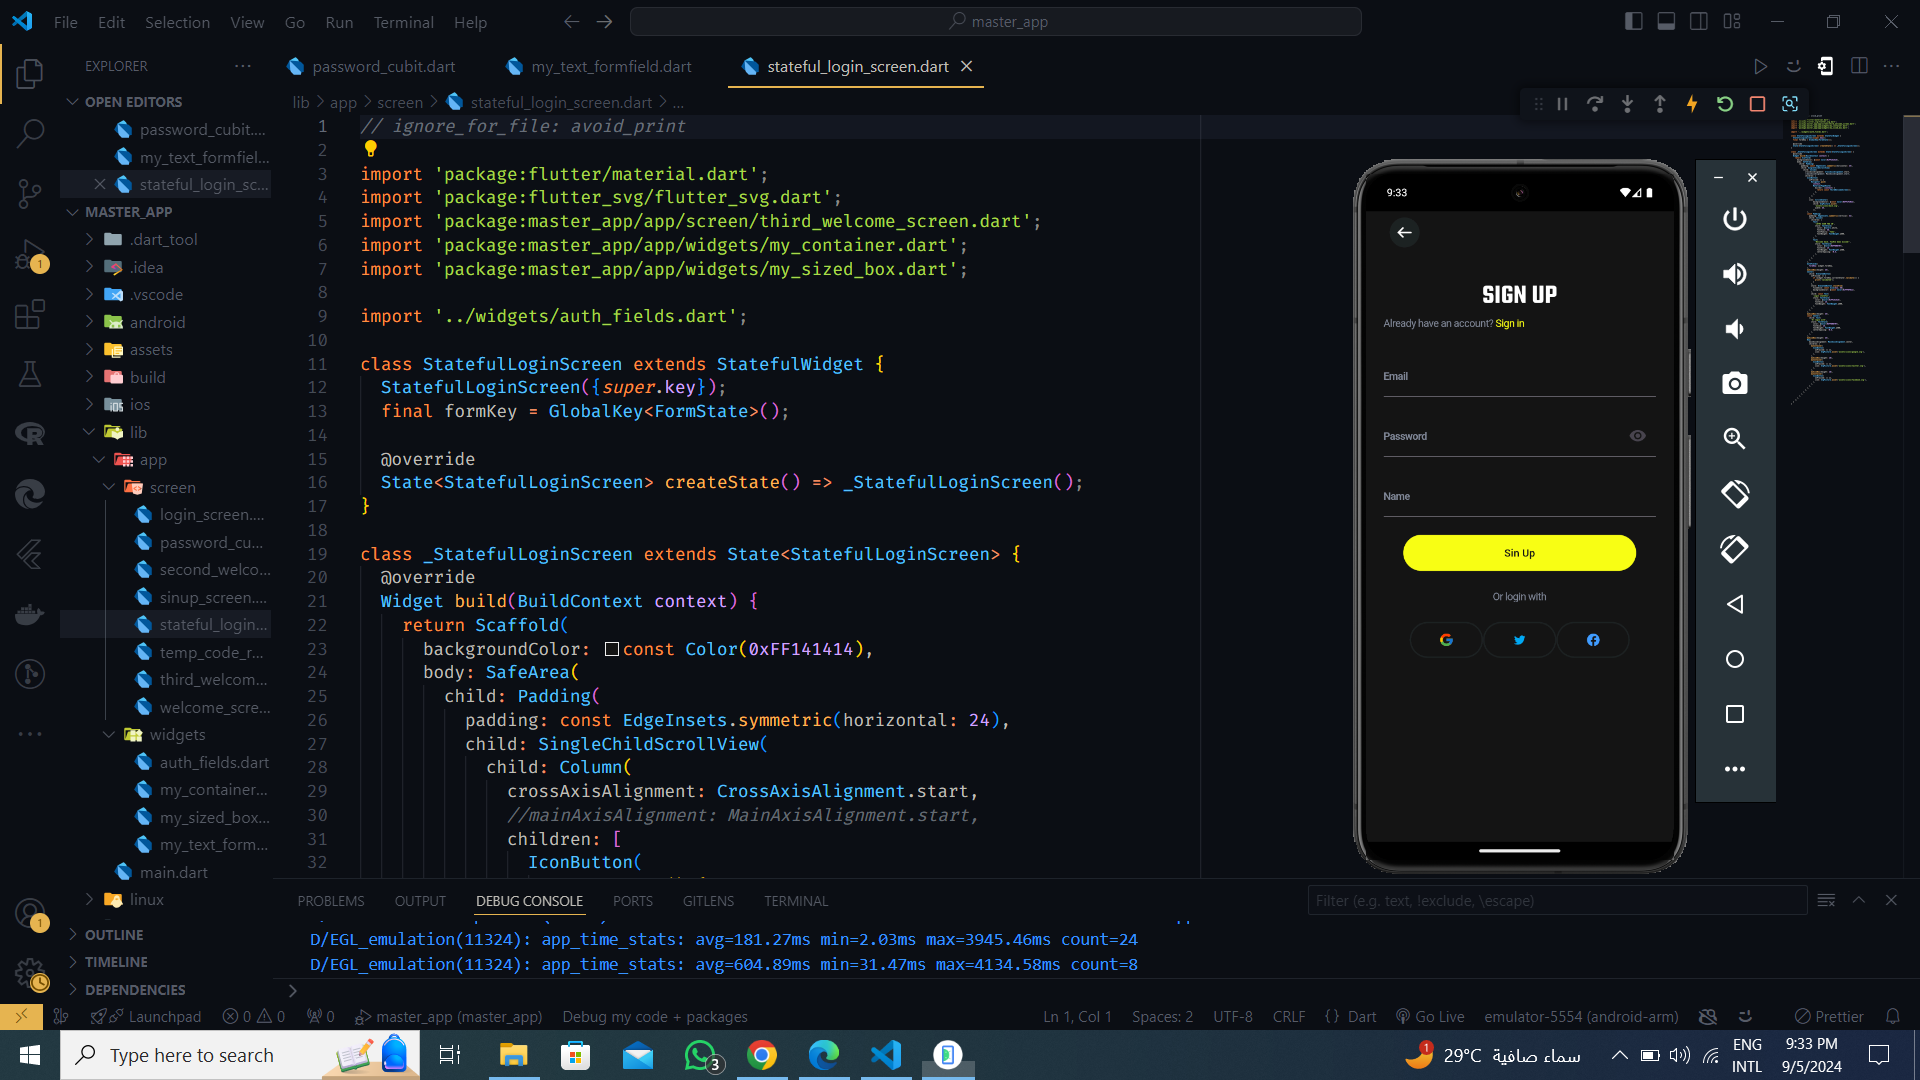 File Edit Selection View Go Run Terminal Help
master_app
EXPLORER
password_cubit.dart
my_text_formfield.dart
stateful_login_screen.dart
OPEN EDITORS
password_cubit....
my_text_formfiel...
stateful_login_sc...
MASTER_APP
.dart_tool
.idea
.vscode
android
assets
build
ios
lib
app
screen
login_screen....
password_cu...
second_welco...
sinup_screen....
stateful_login...
temp_code_r...
third_welcom...
welcome_scre...
widgets
auth_fields.dart
my_container...
my_sized_box...
my_text_form...
main.dart
linux
OUTLINE
TIMELINE
DEPENDENCIES
lib > app > screen > stateful_login_screen.dart > ...
1 // ignore_for_file: avoid_print
2
3 import 'package:flutter/material.dart';
4 import 'package:flutter_svg/flutter_svg.dart';
5 import 'package:master_app/app/screen/third_welcome_screen.dart';
6 import 'package:master_app/app/widgets/my_container.dart';
7 import 'package:master_app/app/widgets/my_sized_box.dart';
8
9 import '../widgets/auth_fields.dart';
10
11 class StatefulLoginScreen extends StatefulWidget {
12 StatefulLoginScreen({super.key});
13 final formKey = GlobalKey<FormState>();
14
15 @override
16 State<StatefulLoginScreen> createState() => _StatefulLoginScreen();
17 }
18
19 class _StatefulLoginScreen extends State<StatefulLoginScreen> {
20 @override
21 Widget build(BuildContext context) {
22 return Scaffold(
23 backgroundColor: const Color(0xFF141414),
24 body: SafeArea(
25 child: Padding(
26 padding: const EdgeInsets.symmetric(horizontal: 24),
27 child: SingleChildScrollView(
28 child: Column(
29 crossAxisAlignment: CrossAxisAlignment.start,
30 //mainAxisAlignment: MainAxisAlignment.start,
31 children: [
32 IconButton(
9:33
SIGN UP
Already have an account? Sign in
Email
Password
Name
Sin Up
Or login with
PROBLEMS OUTPUT DEBUG CONSOLE PORTS GITLENS TERMINAL
Filter (e.g. text, !exclude, \escape)
D/EGL_emulation(11324): app_time_stats: avg=181.27ms min=2.03ms max=3945.46ms count=24
D/EGL_emulation(11324): app_time_stats: avg=604.89ms min=31.47ms max=4134.58ms count=8
Launchpad 0 0 0 master_app (master_app) Debug my code + packages
Ln 1, Col 1 Spaces: 2 UTF-8 CRLF {} Dart Go Live emulator-5554 (android-arm) Prettier
Type here to search
3
1
29°C سماء صافية
ENG
INTL
9:33 PM
9/5/2024